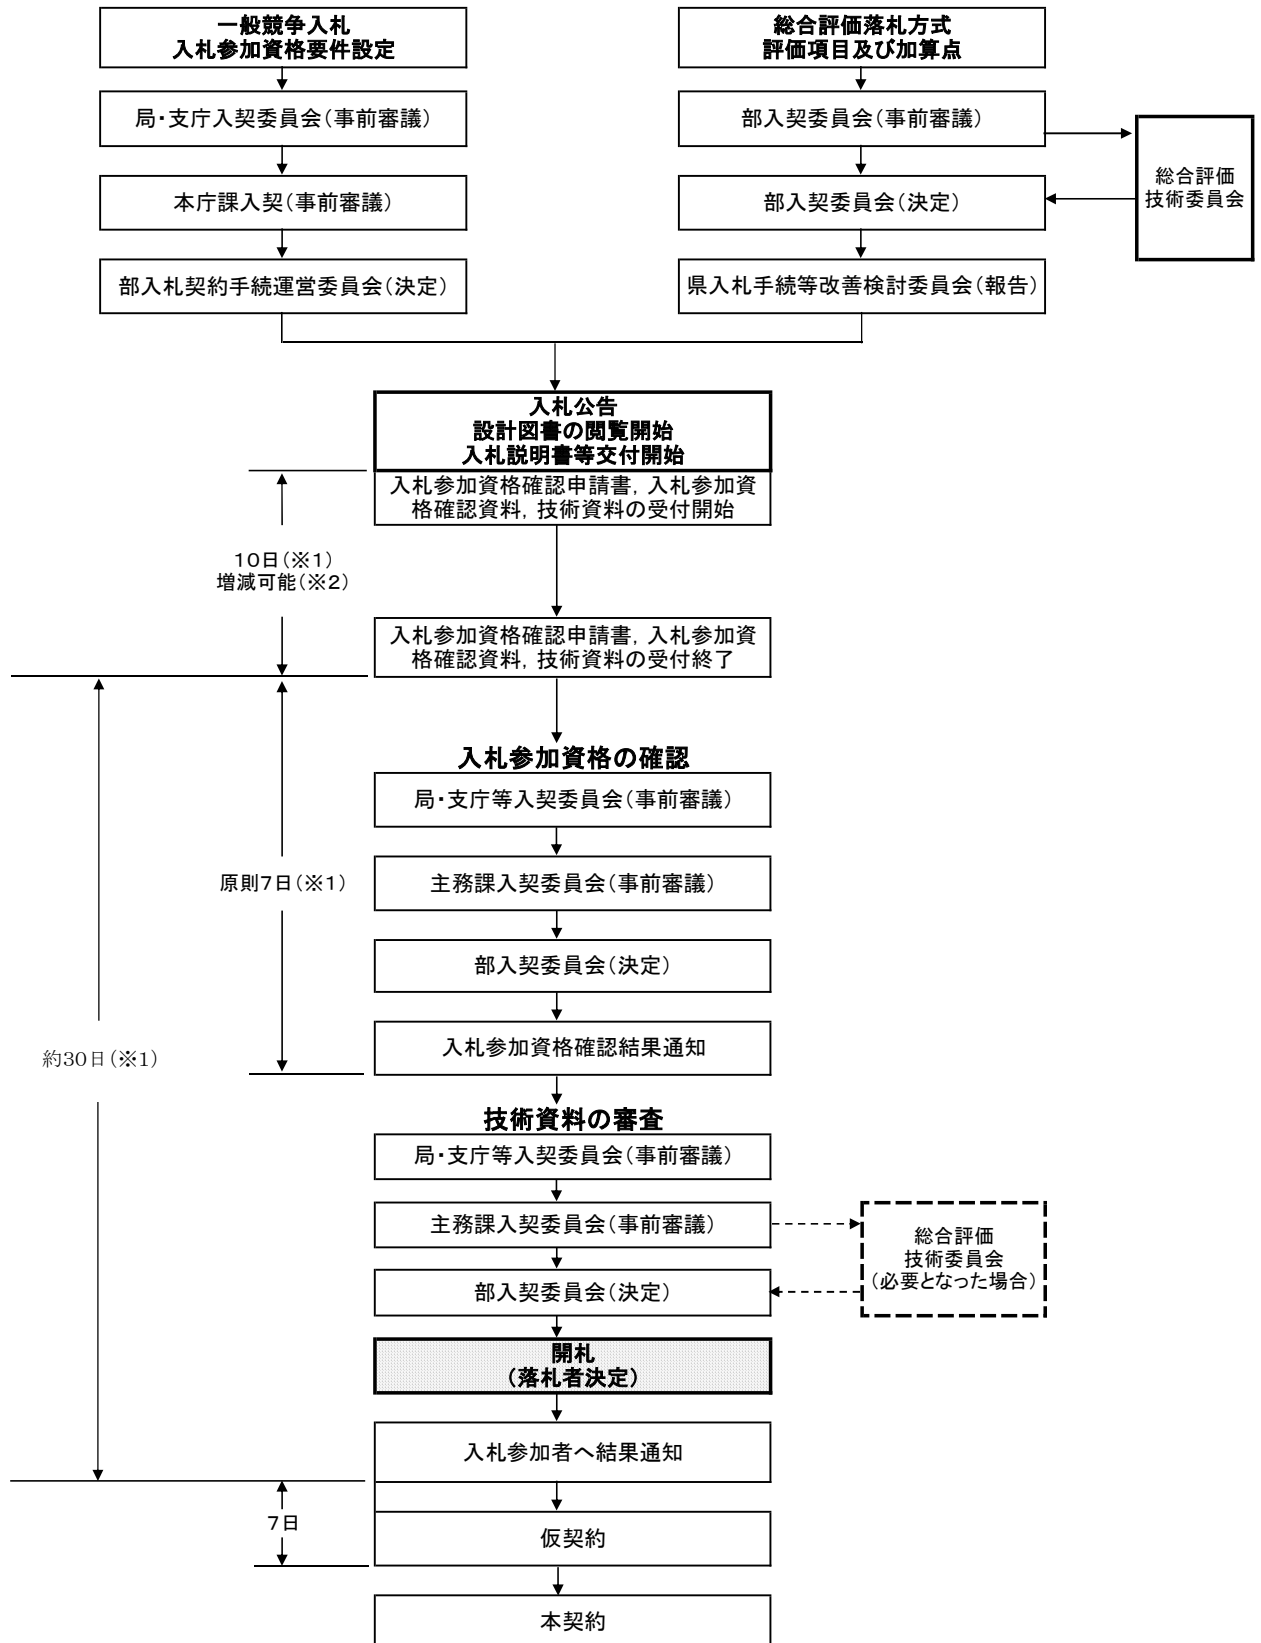 一般競争入札
入札参加資格要件設定
局・支庁入契委員会(事前審議)
本庁課入契(事前審議)
部入札契約手続運営委員会(決定)
総合評価落札方式
評価項目及び加算点
部入契委員会(事前審議)
部入契委員会(決定)
県入札手続等改善検討委員会(報告)
総合評価
技術委員会
入札公告
設計図書の閲覧開始
入札説明書等交付開始
入札参加資格確認申請書,入札参加資
格確認資料,技術資料の受付開始
10日(※1)
増減可能(※2)
入札参加資格確認申請書,入札参加資
格確認資料,技術資料の受付終了
入札参加資格の確認
局・支庁等入契委員会(事前審議)
主務課入契委員会(事前審議)
原則7日(※1)
部入契委員会(決定)
入札参加資格確認結果通知
約30日(※1)
技術資料の審査
局・支庁等入契委員会(事前審議)
主務課入契委員会(事前審議)
総合評価
技術委員会
(必要となった場合)
部入契委員会(決定)
開札
(落札者決定)
入札参加者へ結果通知
7日
仮契約
本契約